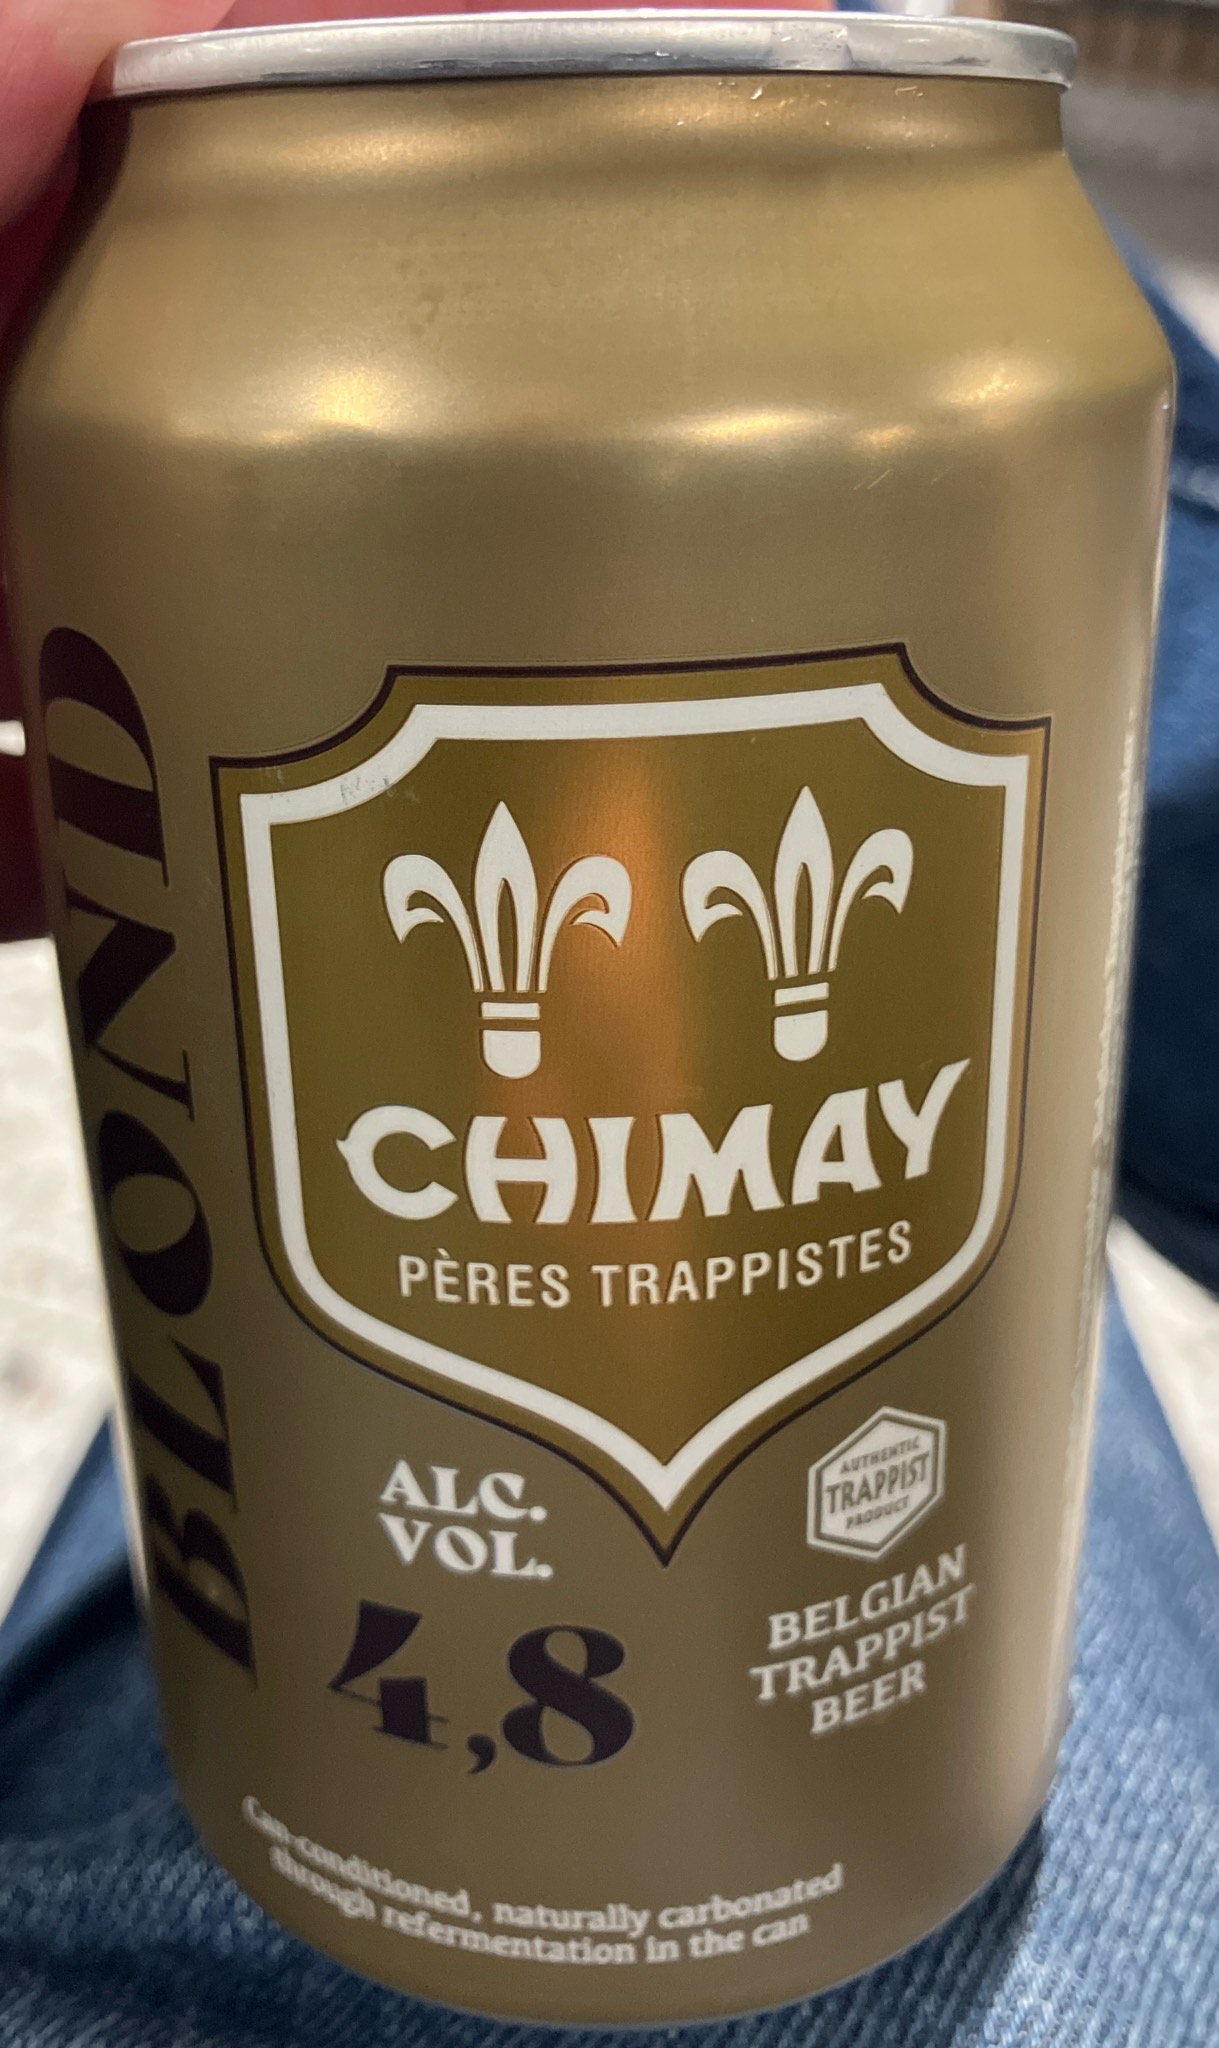 BLOND
CHIMAY
PÈRES TRAPPISTES
ALC.
VOL.
4,8
AUTHENTIC
TRAPPIST
PRODUCT
BELGIAN
TRAPPIST
BEER
Can-conditioned, naturally carbonated
through refermentation in the can